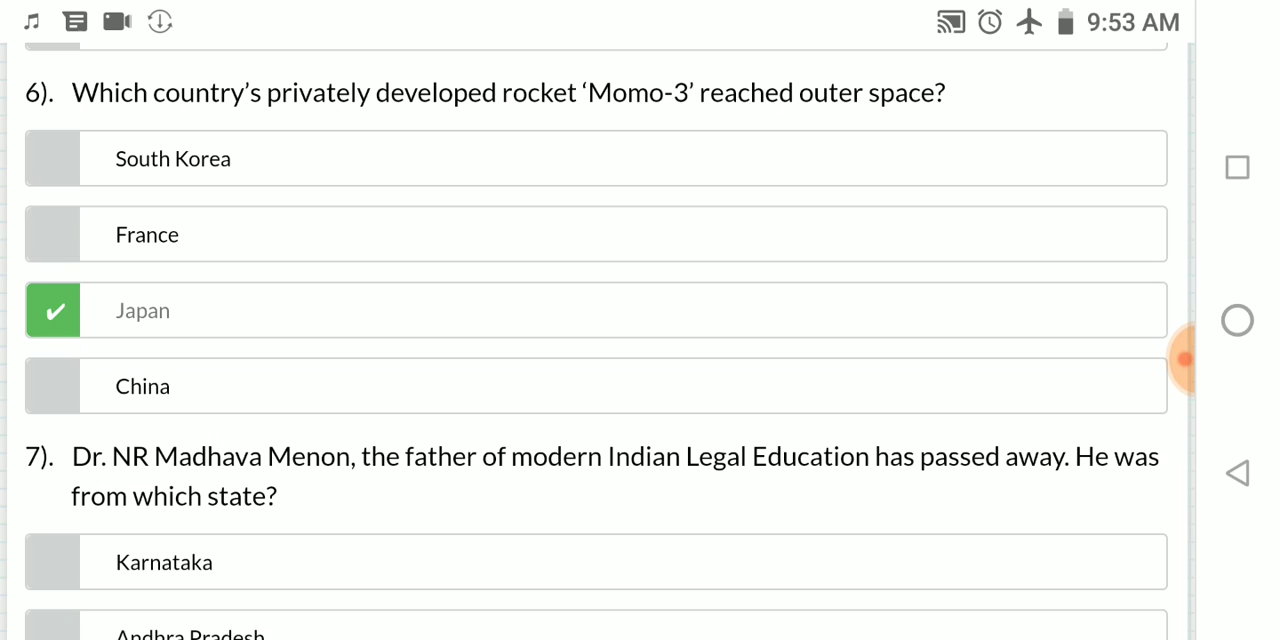 9:53 AM
6). Which country’s privately developed rocket ‘Momo-3’ reached outer space?
South Korea
France
Japan
China
7). Dr. NR Madhava Menon, the father of modern Indian Legal Education has passed away. He was
from which state?
Karnataka
Andhra Pradesh